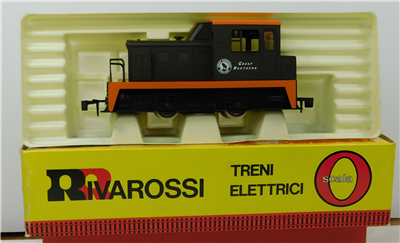 GREAT
NORTHERN
RIVAROSSI
TRENI
ELETTRICI
scala
O